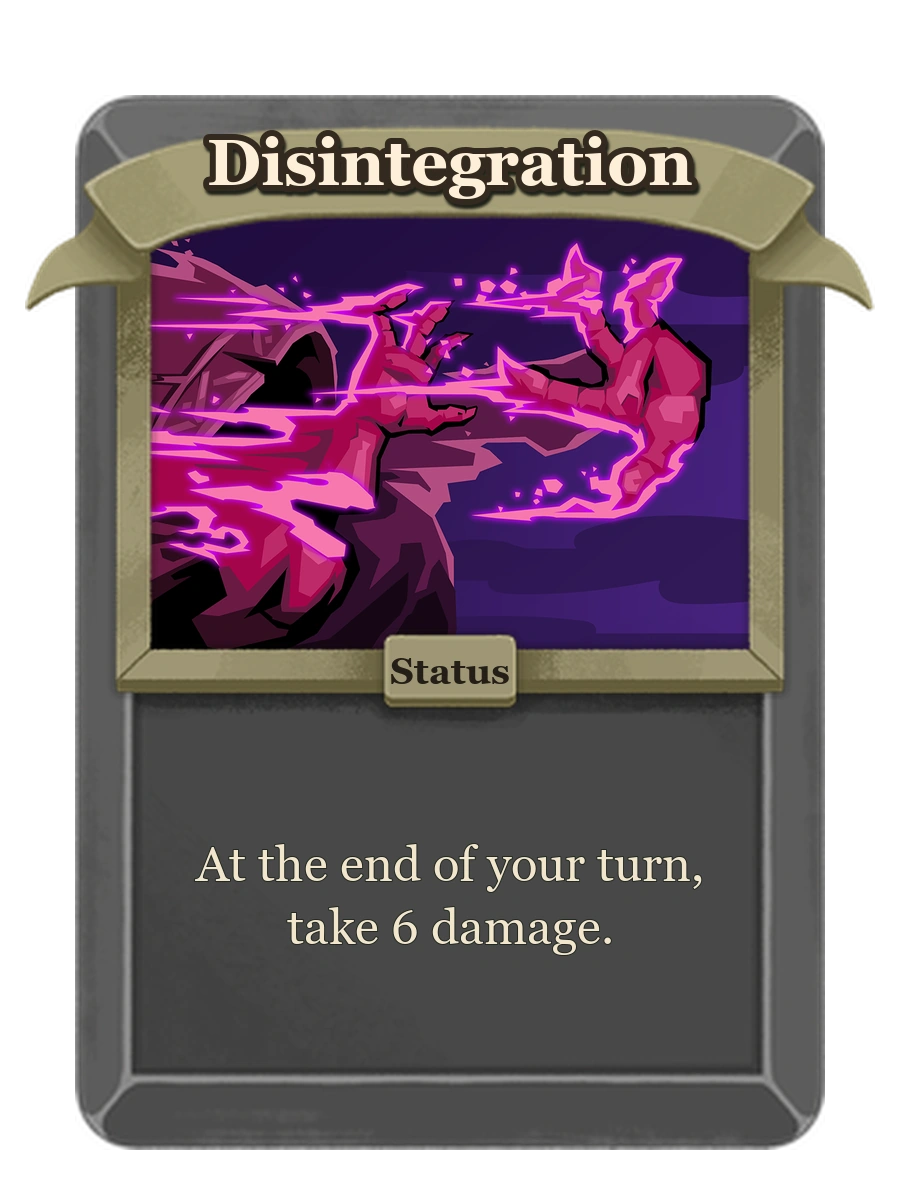 Disintegration
Status
At the end of your turn,
take 6 damage.